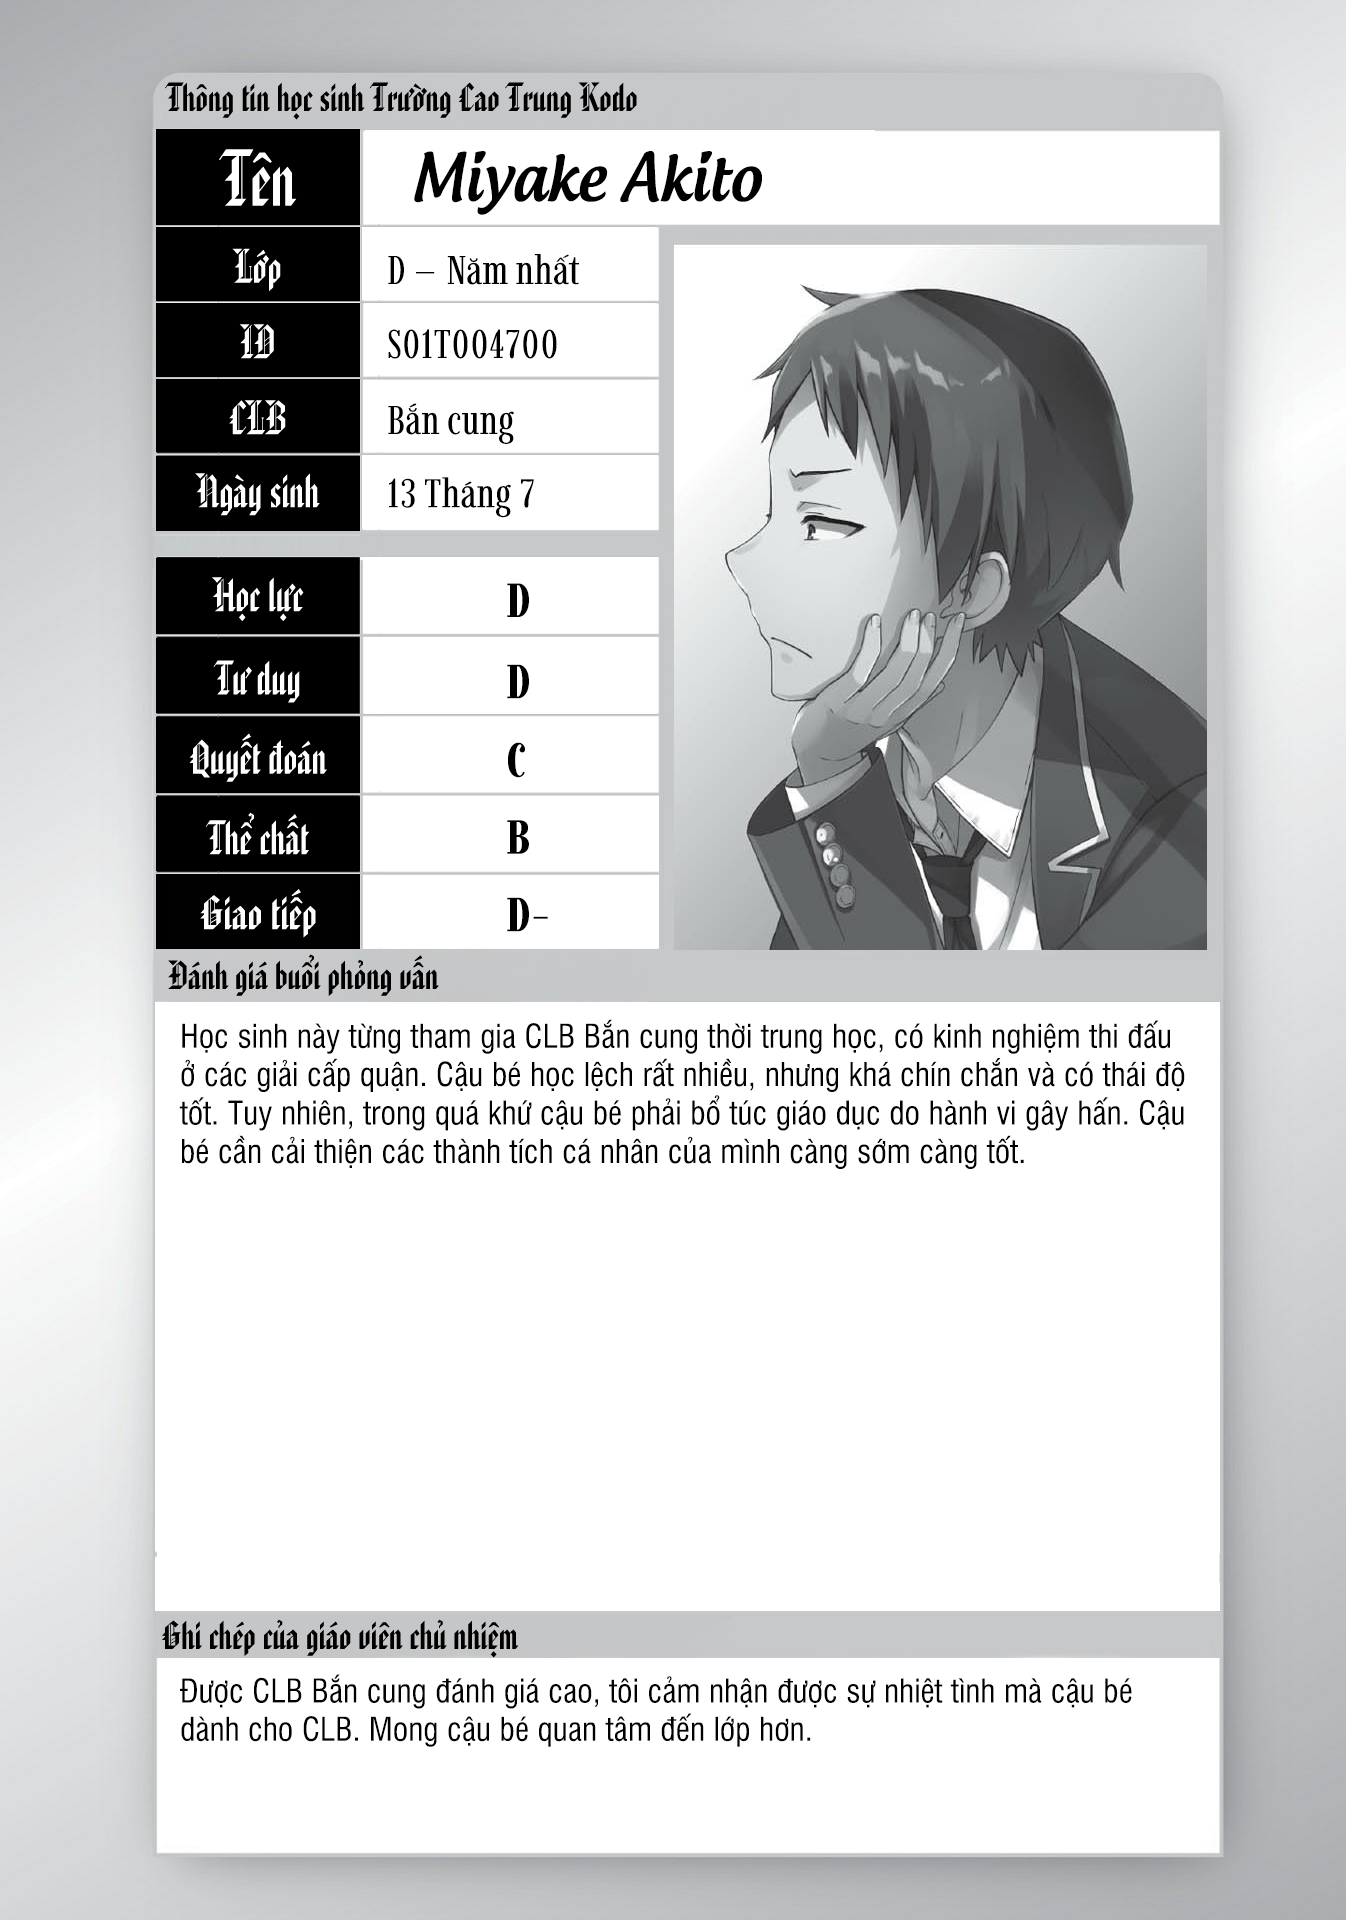 Thông tin học sinh Trường Cao Trung Kodo
Tên Miyake Akito
Lớp D – Năm nhất
ID S01T004700
CLB Bắn cung
Ngày sinh 13 Tháng 7
Học lực D
Tư duy D
Quyết đoán C
Thể chất B
Giao tiếp D-
Đánh giá buổi phỏng vấn
Học sinh này từng tham gia CLB Bắn cung thời trung học, có kinh nghiệm thi đấu
ở các giải cấp quận. Cậu bé học lệch rất nhiều, nhưng khá chín chắn và có thái độ
tốt. Tuy nhiên, trong quá khứ cậu bé phải bổ túc giáo dục do hành vi gây hấn. Cậu
bé cần cải thiện các thành tích cá nhân của mình càng sớm càng tốt.
Ghi chép của giáo viên chủ nhiệm
Được CLB Bắn cung đánh giá cao, tôi cảm nhận được sự nhiệt tình mà cậu bé
dành cho CLB. Mong cậu bé quan tâm đến lớp hơn.